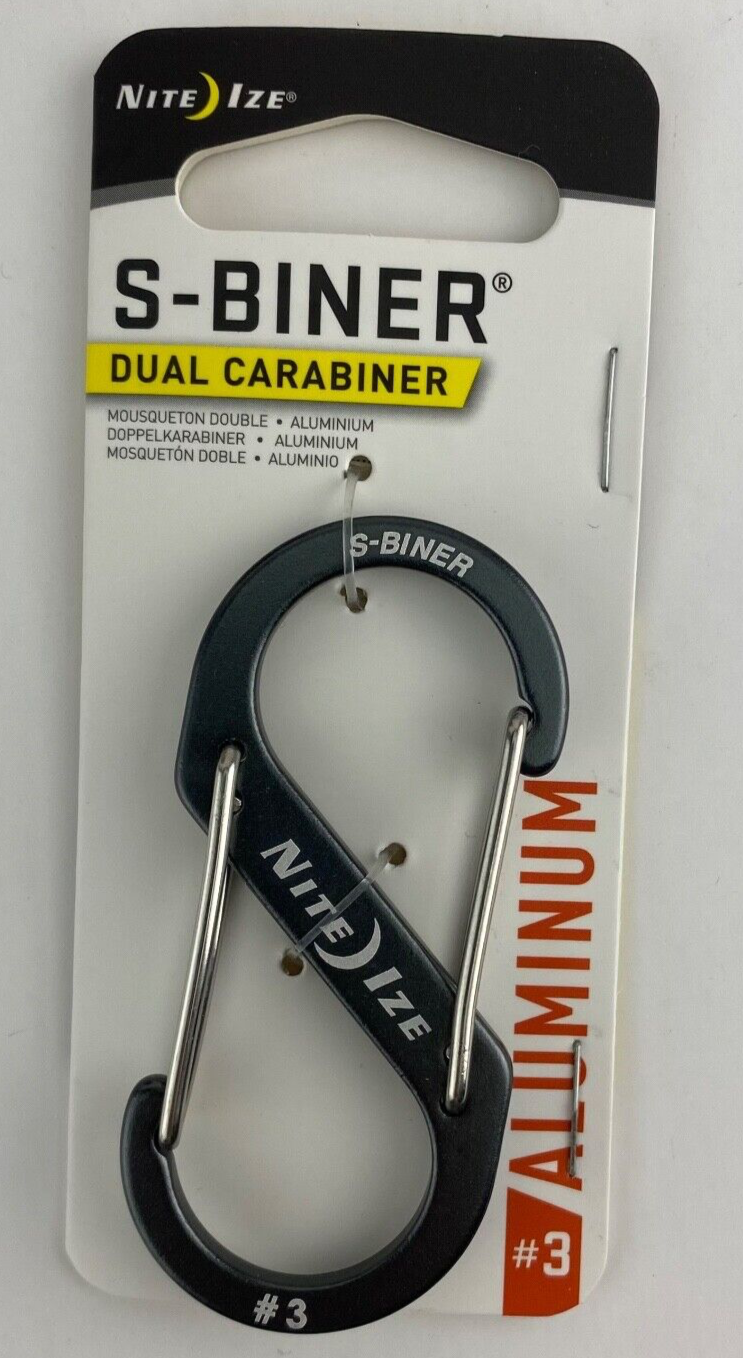 NITE IZE®
S-BINER®
DUAL CARABINER
MOUSQUETON DOUBLE • ALUMINIUM
DOPPELKARABINER • ALUMINIUM
MOSQUETÓN DOBLE • ALUMINIO
S-BINER
NITE IZE
ALUMINUM
#3
#3